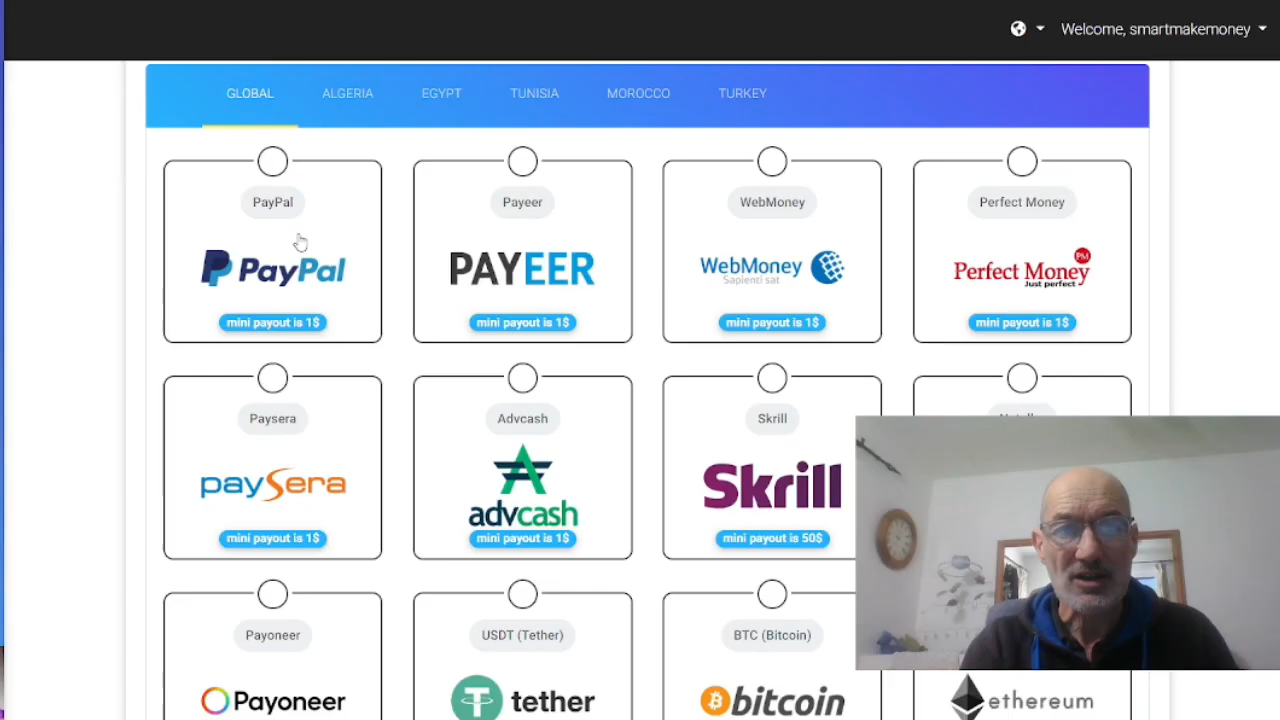 Welcome, smartmakemoney
GLOBAL ALGERIA EGYPT TUNISIA MOROCCO TURKEY
PayPal Payeer WebMoney Perfect Money
PayPal PAYEER WebMoney Sapienti sat Perfect Money PM Just perfect
mini payout is 1$ mini payout is 1$ mini payout is 1$ mini payout is 1$
Paysera Advcash Skrill
paysera advcash Skrill
mini payout is 1$ mini payout is 1$ mini payout is 50$
Payoneer USDT (Tether) BTC (Bitcoin)
Payoneer tether bitcoin ethereum